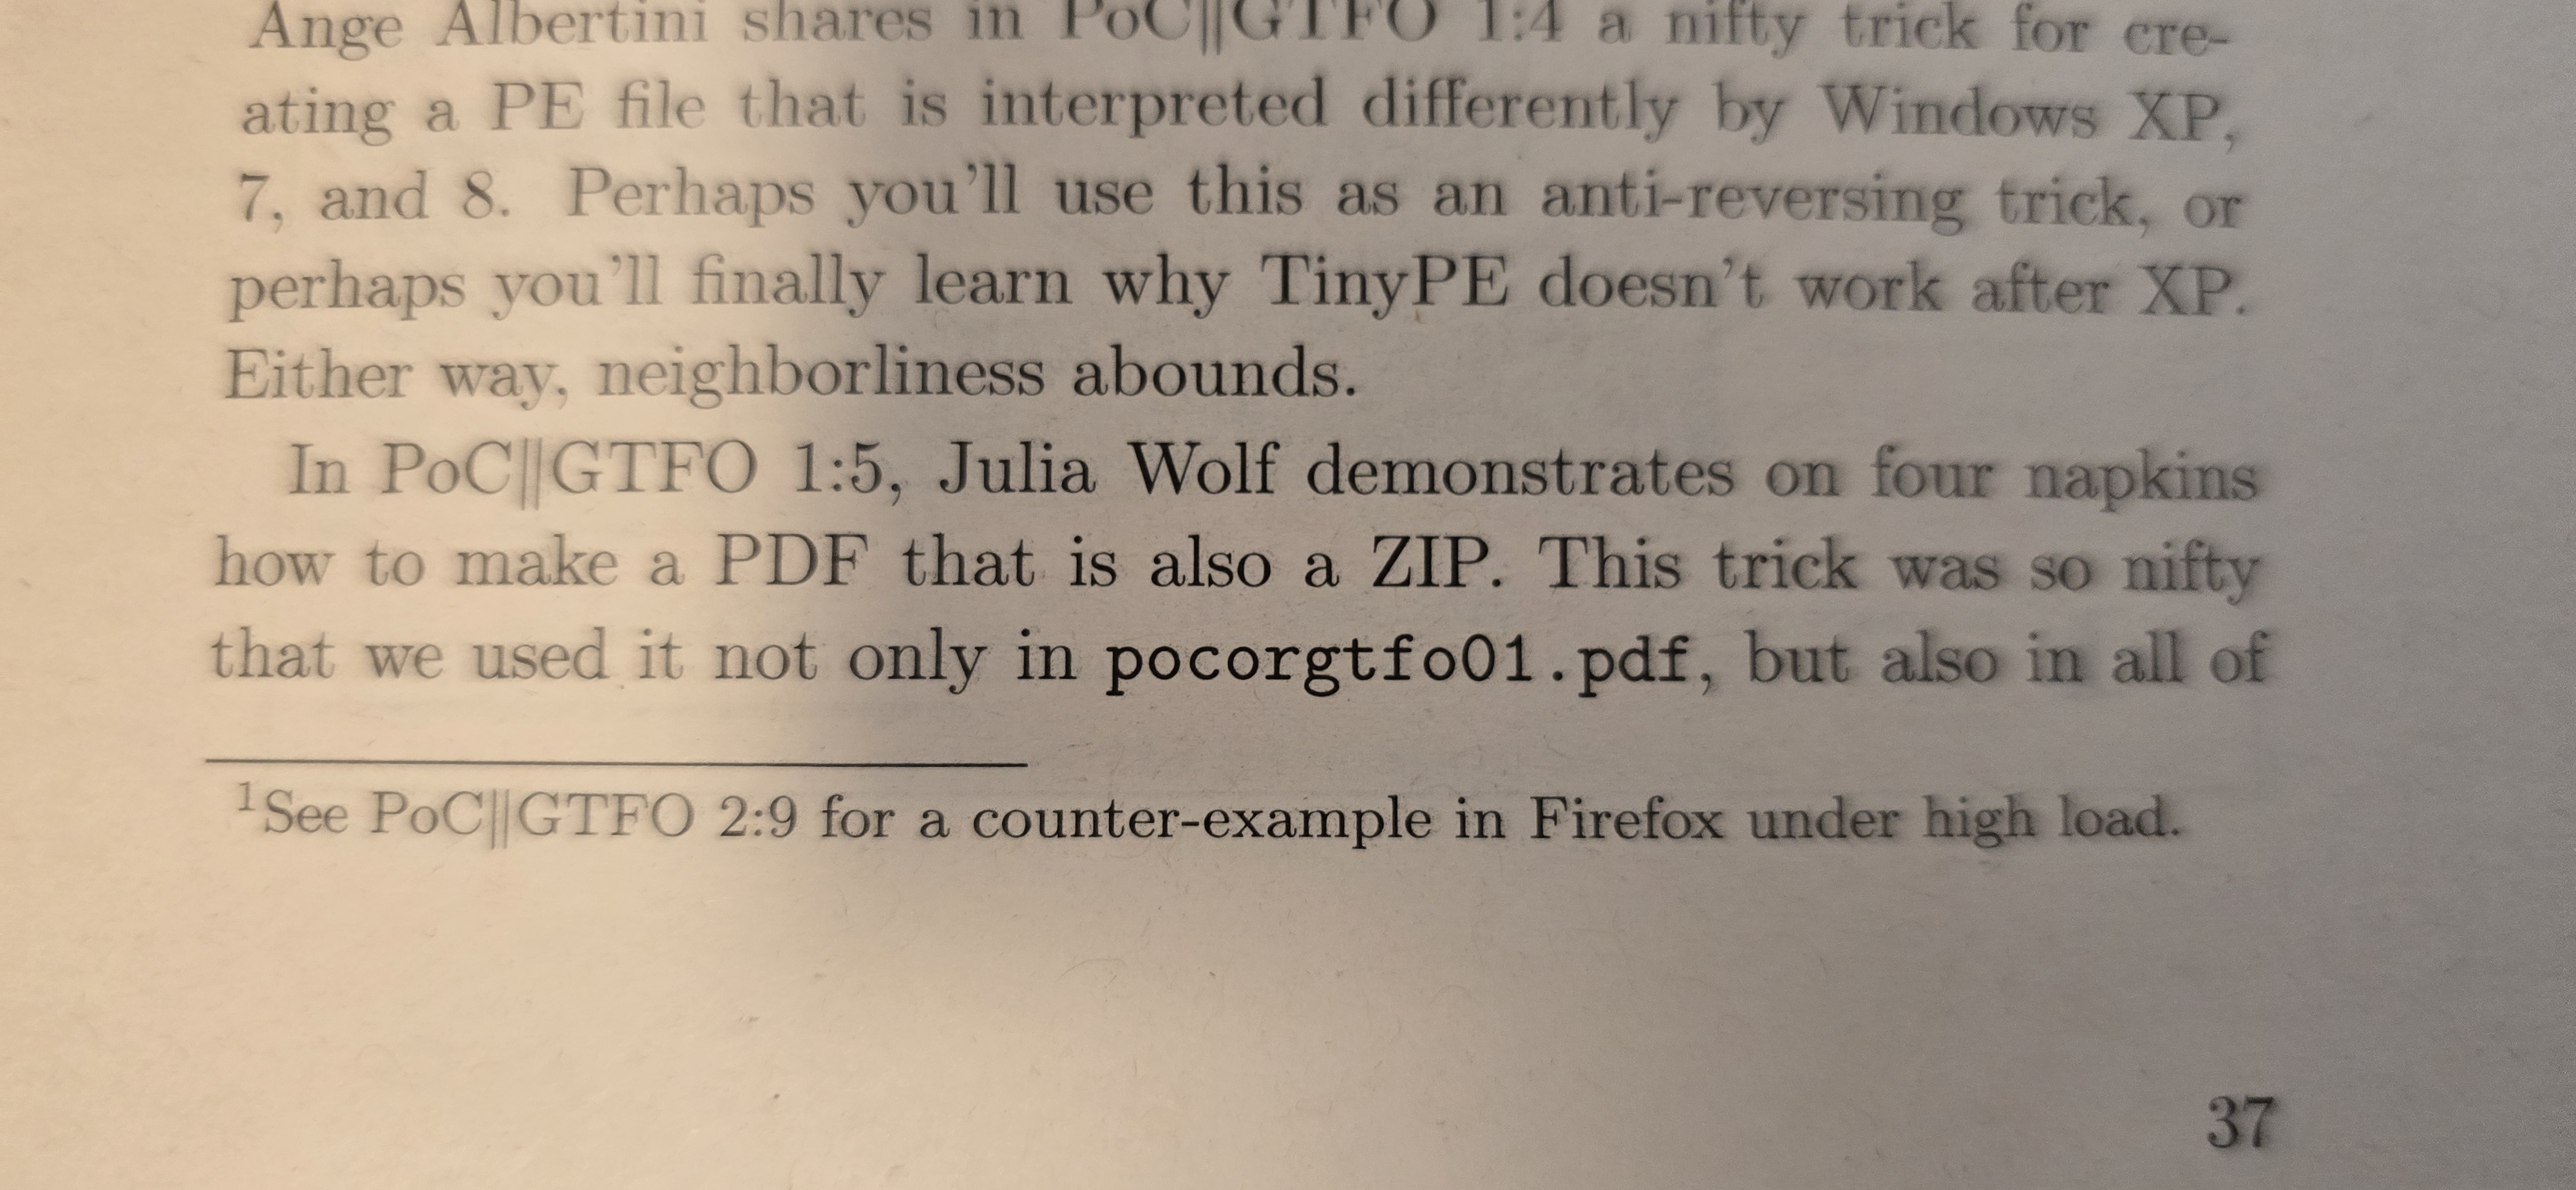 Ange Albertini shares in PoC||GTFO 1:4 a nifty trick for cre-
ating a PE file that is interpreted differently by Windows XP,
7, and 8. Perhaps you'll use this as an anti-reversing trick, or
perhaps you'll finally learn why TinyPE doesn't work after XP.
Either way, neighborliness abounds.
In PoC||GTFO 1:5, Julia Wolf demonstrates on four napkins
how to make a PDF that is also a ZIP. This trick was so nifty
that we used it not only in pocorgtfo01.pdf, but also in all of
¹See PoC||GTFO 2:9 for a counter-example in Firefox under high load.
37